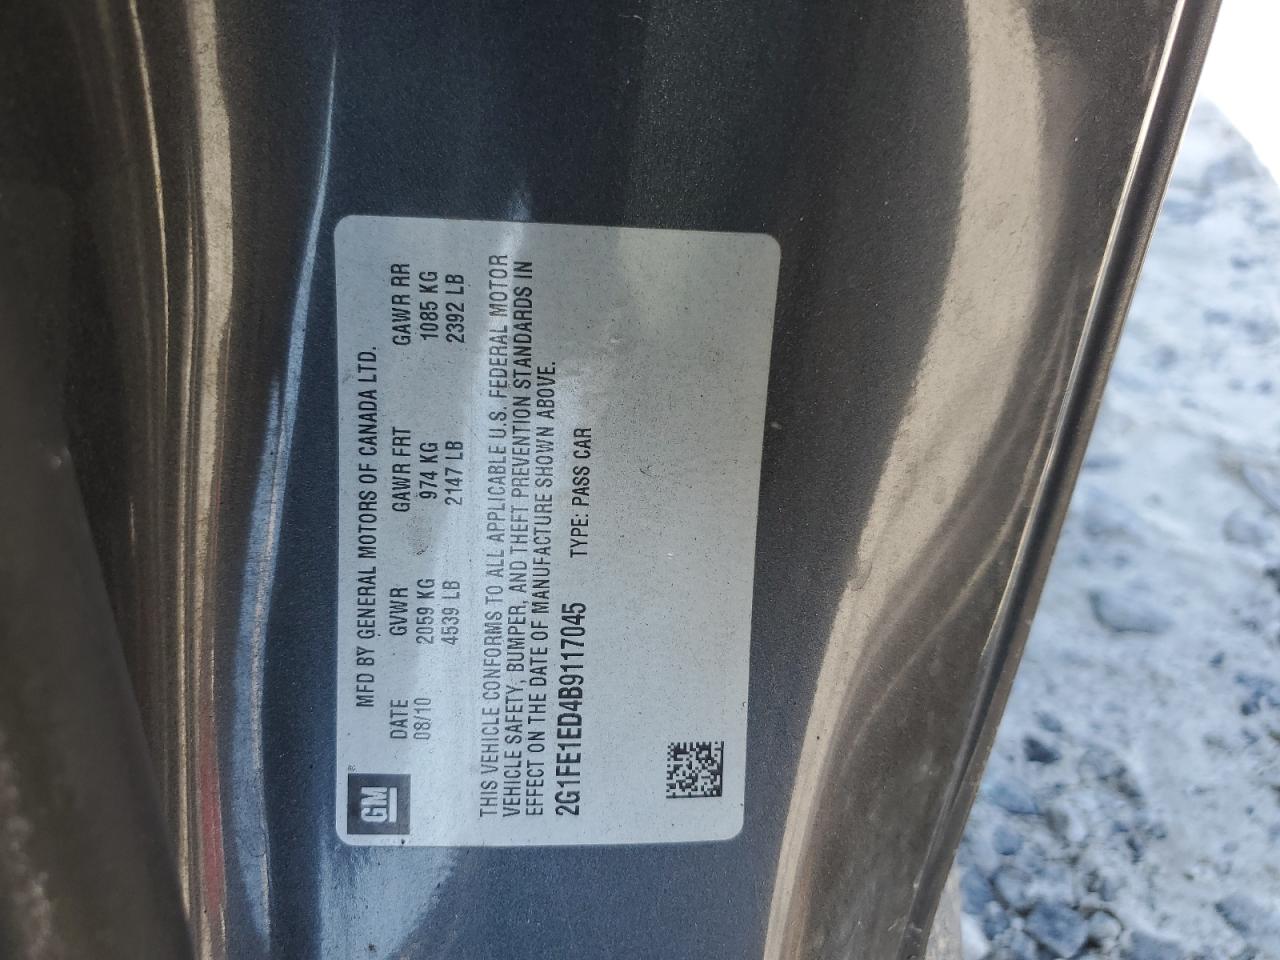 GM®
MFD BY GENERAL MOTORS OF CANADA LTD.
DATE GVWR GAWR FRT GAWR RR
08/10 2059 KG 974 KG 1085 KG
4539 LB 2147 LB 2392 LB
THIS VEHICLE CONFORMS TO ALL APPLICABLE U.S. FEDERAL MOTOR
VEHICLE SAFETY, BUMPER, AND THEFT PREVENTION STANDARDS IN
EFFECT ON THE DATE OF MANUFACTURE SHOWN ABOVE.
2G1FE1ED4B9117045 TYPE: PASS CAR